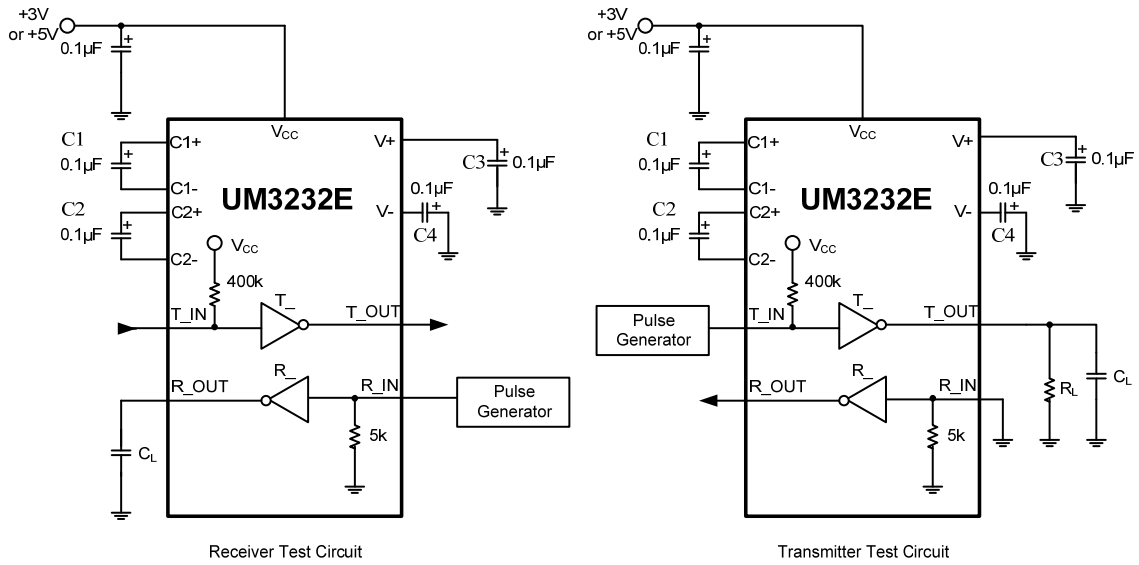 +3V
or +5V
0.1µF
+
VCC
C1
0.1µF
+
C1+
C1-
C2
0.1µF
+
C2+
C2-
UM3232E
V+
C3
+
0.1µF
V-
0.1µF
+
C4
VCC
400k
T_IN
T_
T_OUT
R_OUT
R_
R_IN
Pulse
Generator
5k
CL
Receiver Test Circuit
+3V
or +5V
0.1µF
+
VCC
C1
0.1µF
+
C1+
C1-
C2
0.1µF
+
C2+
C2-
UM3232E
V+
C3
+
0.1µF
V-
0.1µF
+
C4
VCC
400k
Pulse
Generator
T_IN
T_
T_OUT
R_OUT
R_
R_IN
5k
RL
CL
Transmitter Test Circuit